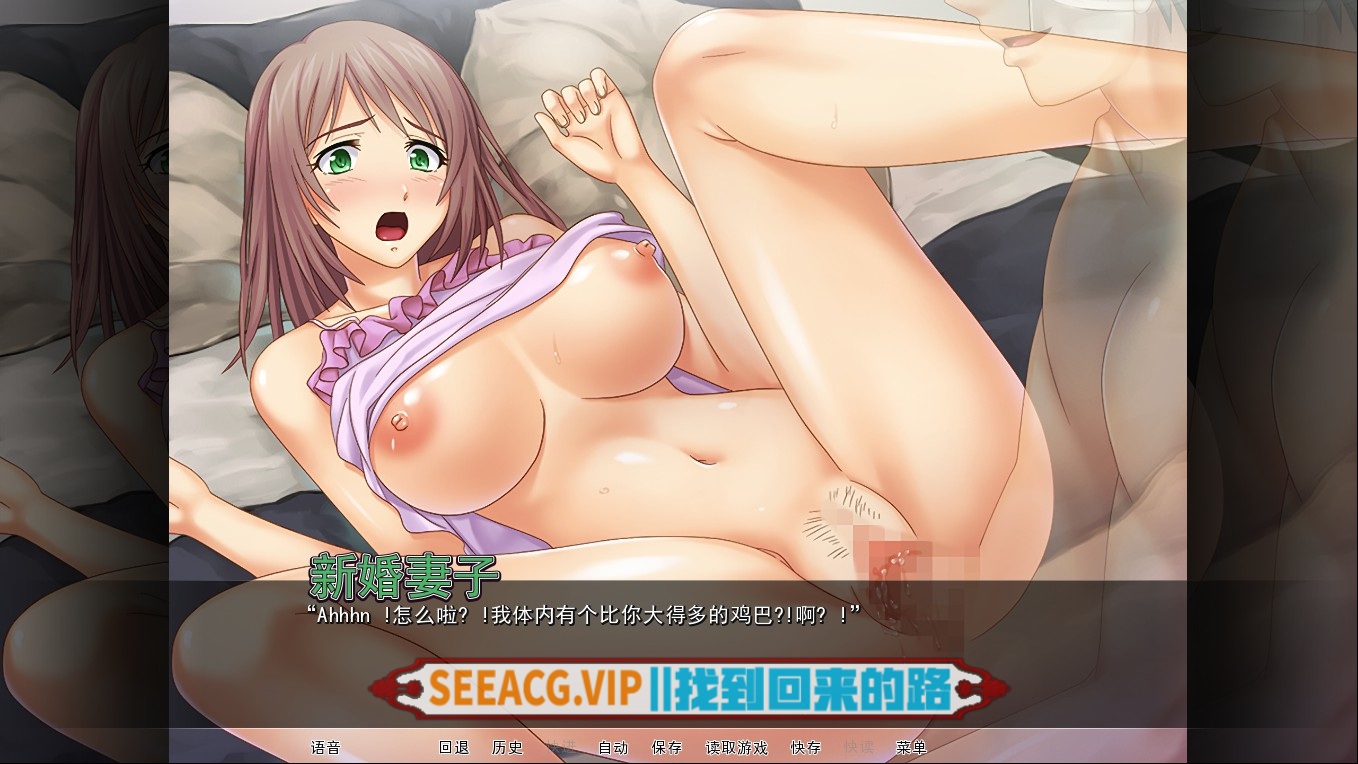 新婚妻子
“Ahhhn !怎么啦? !我体内有个比你大得多的鸡巴?!啊? !”
SEEACG.VIP||找到回来的路
语音 回退 历史 自动 保存 读取游戏 快存 快读 菜单